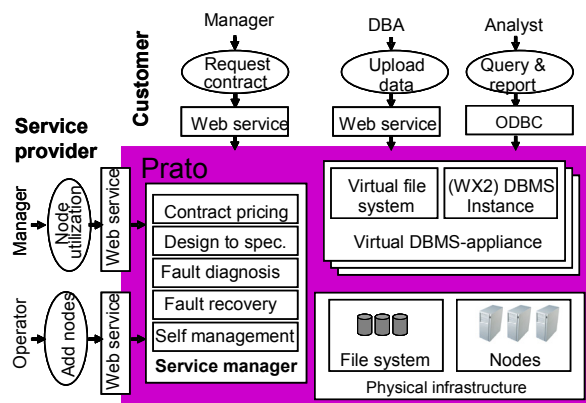 Manager
DBA
Analyst
Customer
Request
contract
Upload
data
Query &
report
Web service
Web service
ODBC
Service
provider
Prato
Manager
Node
utilization
Web service
Contract pricing
Design to spec.
Fault diagnosis
Fault recovery
Self management
Service manager
Virtual file
system
(WX2) DBMS
Instance
Virtual DBMS-appliance
Operator
Add nodes
Web service
File system
Nodes
Physical infrastructure